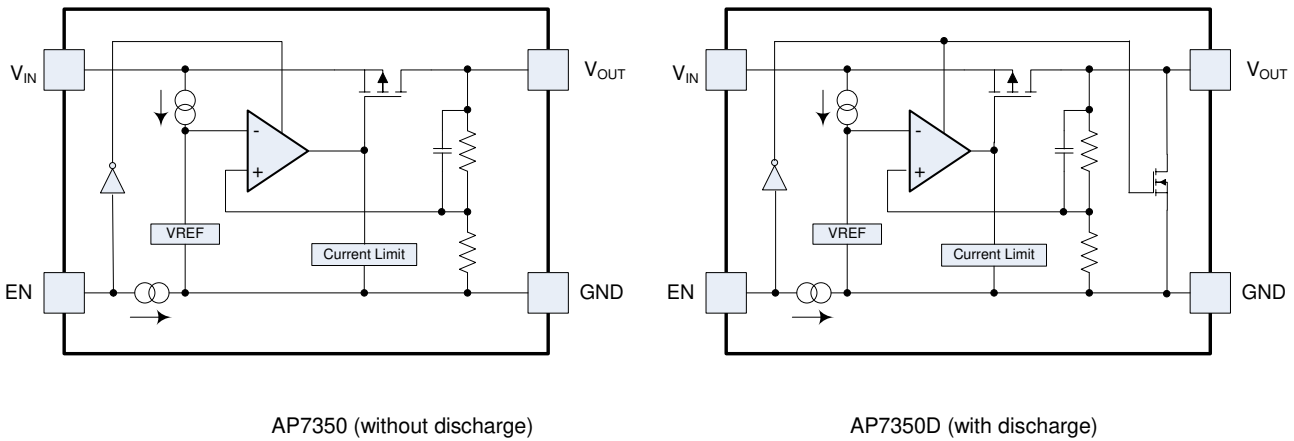 VIN
VOUT
-
+
VREF
Current Limit
EN
GND
AP7350 (without discharge)
VIN
VOUT
-
+
VREF
Current Limit
EN
GND
AP7350D (with discharge)